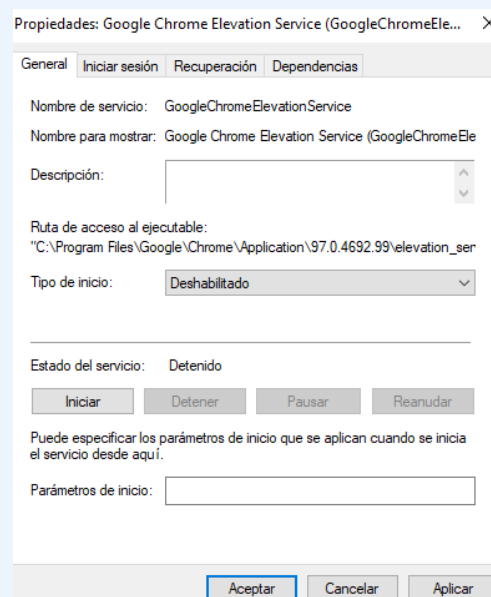 Propiedades: Google Chrome Elevation Service (GoogleChromeEle...
General Iniciar sesión Recuperación Dependencias
Nombre de servicio: GoogleChromeElevationService
Nombre para mostrar: Google Chrome Elevation Service (GoogleChromeEle
Descripción:
Ruta de acceso al ejecutable:
"C:\Program Files\Google\Chrome\Application\97.0.4692.99\elevation_ser
Tipo de inicio: Deshabilitado
Estado del servicio: Detenido
Iniciar Detener Pausar Reanudar
Puede especificar los parámetros de inicio que se aplican cuando se inicia
el servicio desde aquí.
Parámetros de inicio:
Aceptar Cancelar Aplicar